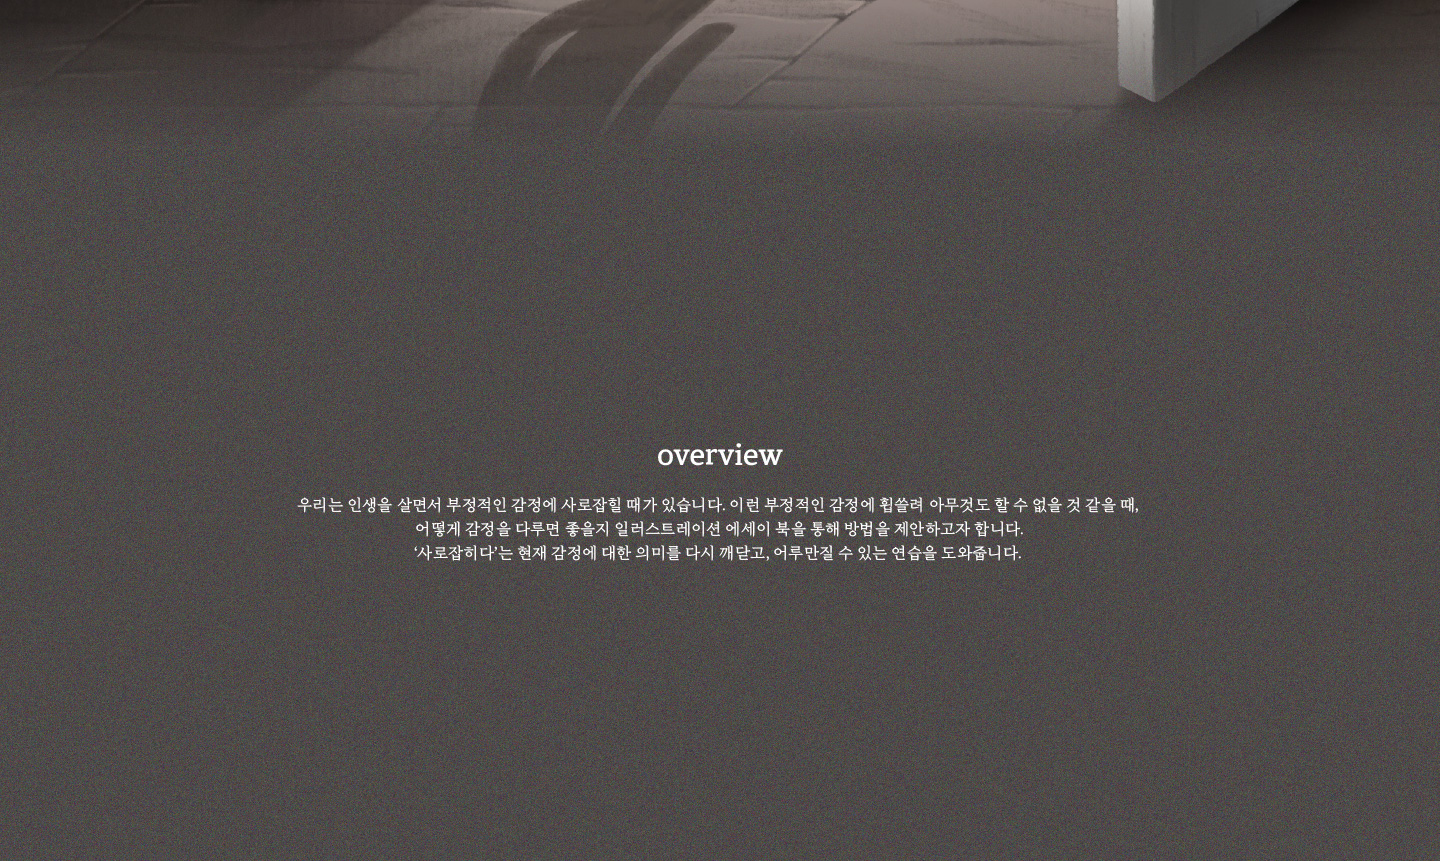 overview
우리는 인생을 살면서 부정적인 감정에 사로잡힐 때가 있습니다. 이런 부정적인 감정에 휩쓸려 아무것도 할 수 없을 것 같을 때,
어떻게 감정을 다루면 좋을지 일러스트레이션 에세이 북을 통해 방법을 제안하고자 합니다.
‘사로잡히다’는 현재 감정에 대한 의미를 다시 깨닫고, 어루만질 수 있는 연습을 도와줍니다.